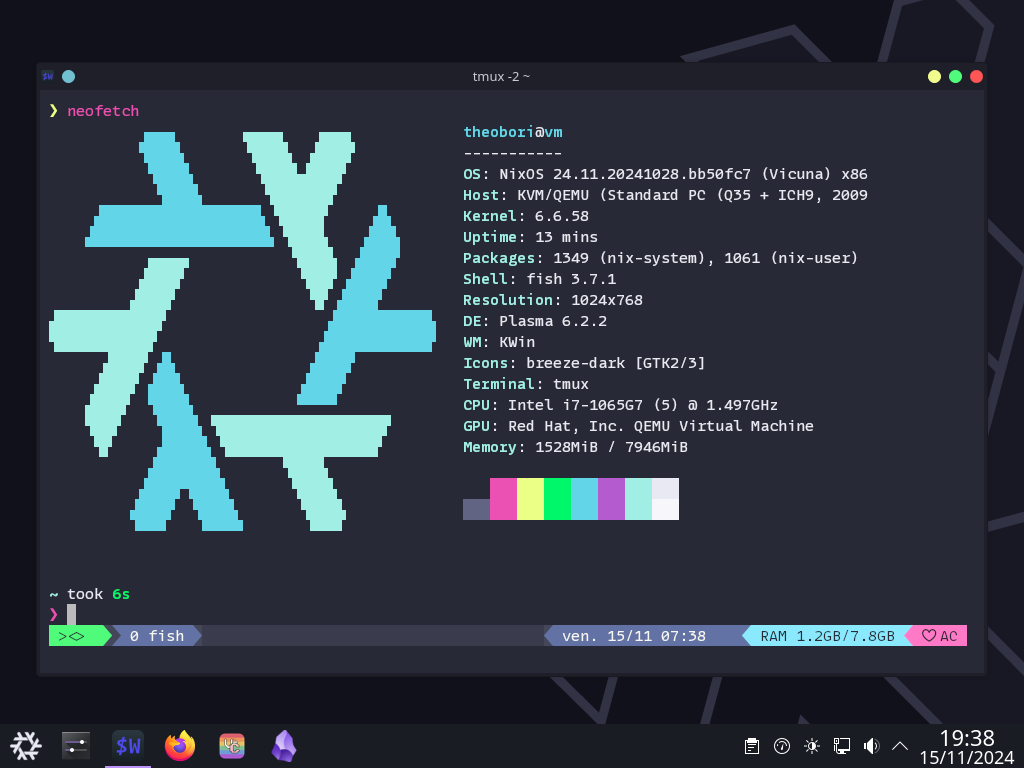 $W
tmux -2 ~
❯ neofetch
theobori@vm
-----------
OS: NixOS 24.11.20241028.bb50fc7 (Vicuna) x86
Host: KVM/QEMU (Standard PC (Q35 + ICH9, 2009
Kernel: 6.6.58
Uptime: 13 mins
Packages: 1349 (nix-system), 1061 (nix-user)
Shell: fish 3.7.1
Resolution: 1024x768
DE: Plasma 6.2.2
WM: KWin
Icons: breeze-dark [GTK2/3]
Terminal: tmux
CPU: Intel i7-1065G7 (5) @ 1.497GHz
GPU: Red Hat, Inc. QEMU Virtual Machine
Memory: 1528MiB / 7946MiB
~ took 6s
❯
><> 0 fish ven. 15/11 07:38 RAM 1.2GB/7.8GB ♡ AC
$W UC 19:38
15/11/2024